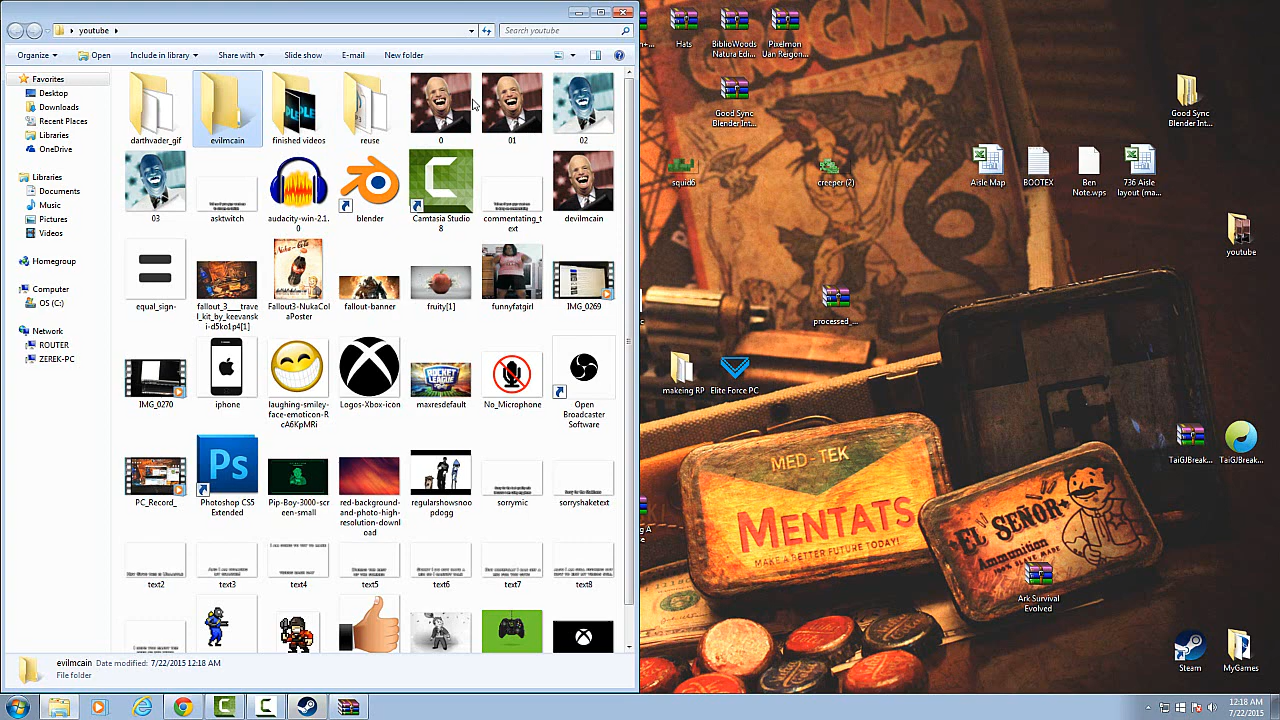 youtube
Search youtube
Organize
Open
Include in library
Share with
Slide show
E-mail
New folder
Favorites
Desktop
Downloads
Recent Places
Libraries
OneDrive
Libraries
Documents
Music
Pictures
Videos
Homegroup
Computer
OS (C:)
Network
ROUTER
ZEREK-PC
darthvader_gif
evilmcain
finished videos
reuse
0
01
02
03
asktwitch
audacity-win-2.1.
0
blender
Camtasia Studio
8
commentating_t
ext
devilmcain
equal_sign-
fallout_3___trave
l_kit_by_keevansk
i-d5ko1p4[1]
Fallout3-NukaCol
aPoster
fallout-banner
fruity[1]
funnyfatgirl
IMG_0269
IMG_0270
iphone
laughing-smiley-
face-emoticon-R
cA6KpMRi
Logos-Xbox-icon
maxresdefault
No_Microphone
Open
Broadcaster
Software
PC_Record_
Photoshop CS5
Extended
Pip-Boy-3000-scr
een-small
red-background-
and-photo-high-
resolution-downl
oad
regularshowsnoo
pdogg
sorrymic
sorryshaketext
text2
text3
text4
text5
text6
text7
text8
evilmcain
Date modified: 7/22/2015 12:18 AM
File folder
Hats
BiblioWoods
Natura Edi...
Pixelmon
Van Reigon...
Good Sync
Blender Int...
Good Sync
Blender Int...
squid6
creeper (2)
Aisle Map
BOOTEX
Ben
Note.wps
736 Aisle
layout (ma...
youtube
processed_...
makeing RP
Elite Force PC
TaiGJBreak...
TaiGJBreak...
Ark Survival
Evolved
Steam
MyGames
MED-TEK
MENTATS
MAKE A BETTER FUTURE TODAY!
SEÑOR
Ps
ROCKET
LEAGUE
12:18 AM
7/22/2015